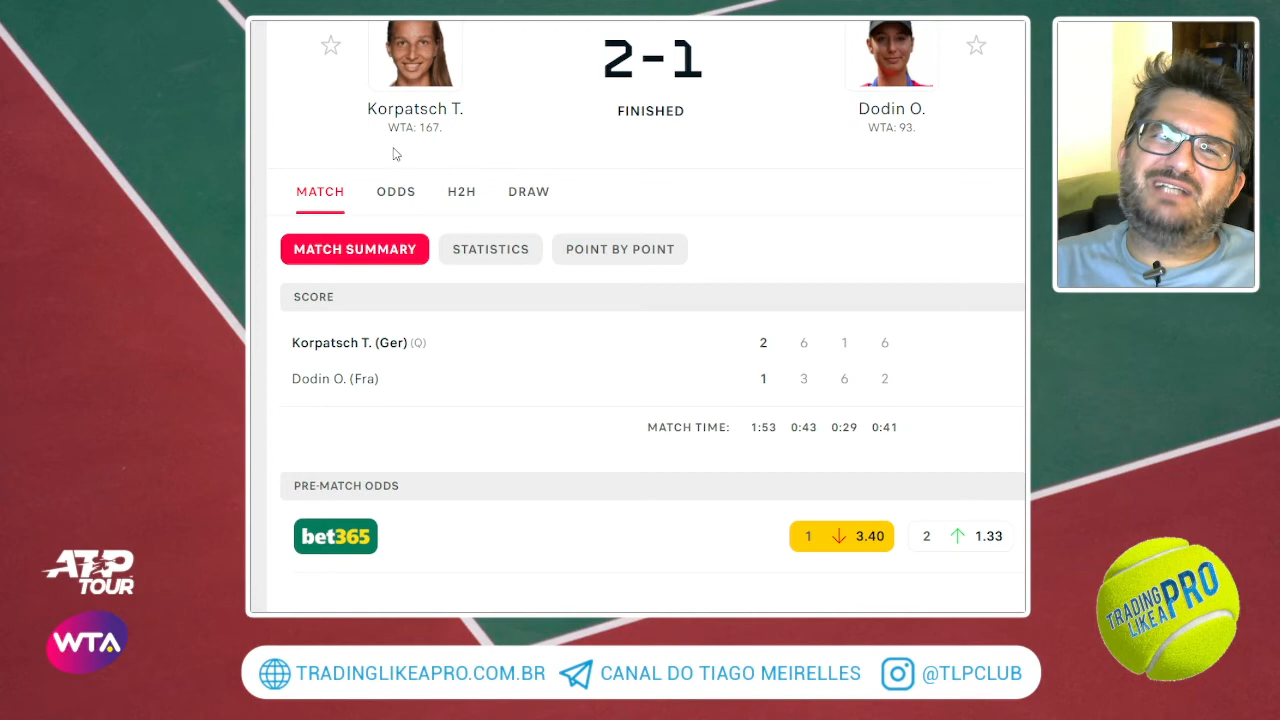 2-1
FINISHED
Korpatsch T.
WTA: 167.
Dodin O.
WTA: 93.
MATCH ODDS H2H DRAW
MATCH SUMMARY STATISTICS POINT BY POINT
SCORE
Korpatsch T. (Ger) (Q) 2 6 1 6
Dodin O. (Fra) 1 3 6 2
MATCH TIME: 1:53 0:43 0:29 0:41
PRE-MATCH ODDS
bet365 1 3.40 2 1.33
ATP
TOUR
WTA
TRADING
LIKE A
PRO
TRADINGLIKEAPRO.COM.BR CANAL DO TIAGO MEIRELLES @TLPCLUB